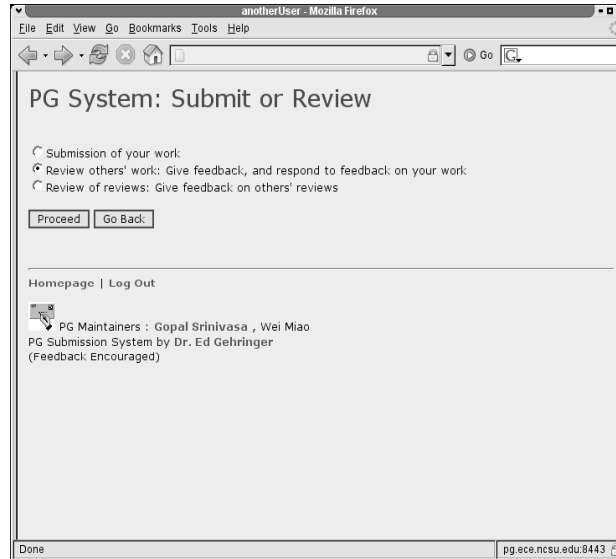 anotherUser - Mozilla Firefox
File Edit View Go Bookmarks Tools Help
Go G
PG System: Submit or Review
Submission of your work
Review others' work: Give feedback, and respond to feedback on your work
Review of reviews: Give feedback on others' reviews
Proceed Go Back
Homepage | Log Out
PG Maintainers : Gopal Srinivasa , Wei Miao
PG Submission System by Dr. Ed Gehringer
(Feedback Encouraged)
Done pg.ece.ncsu.edu:8443